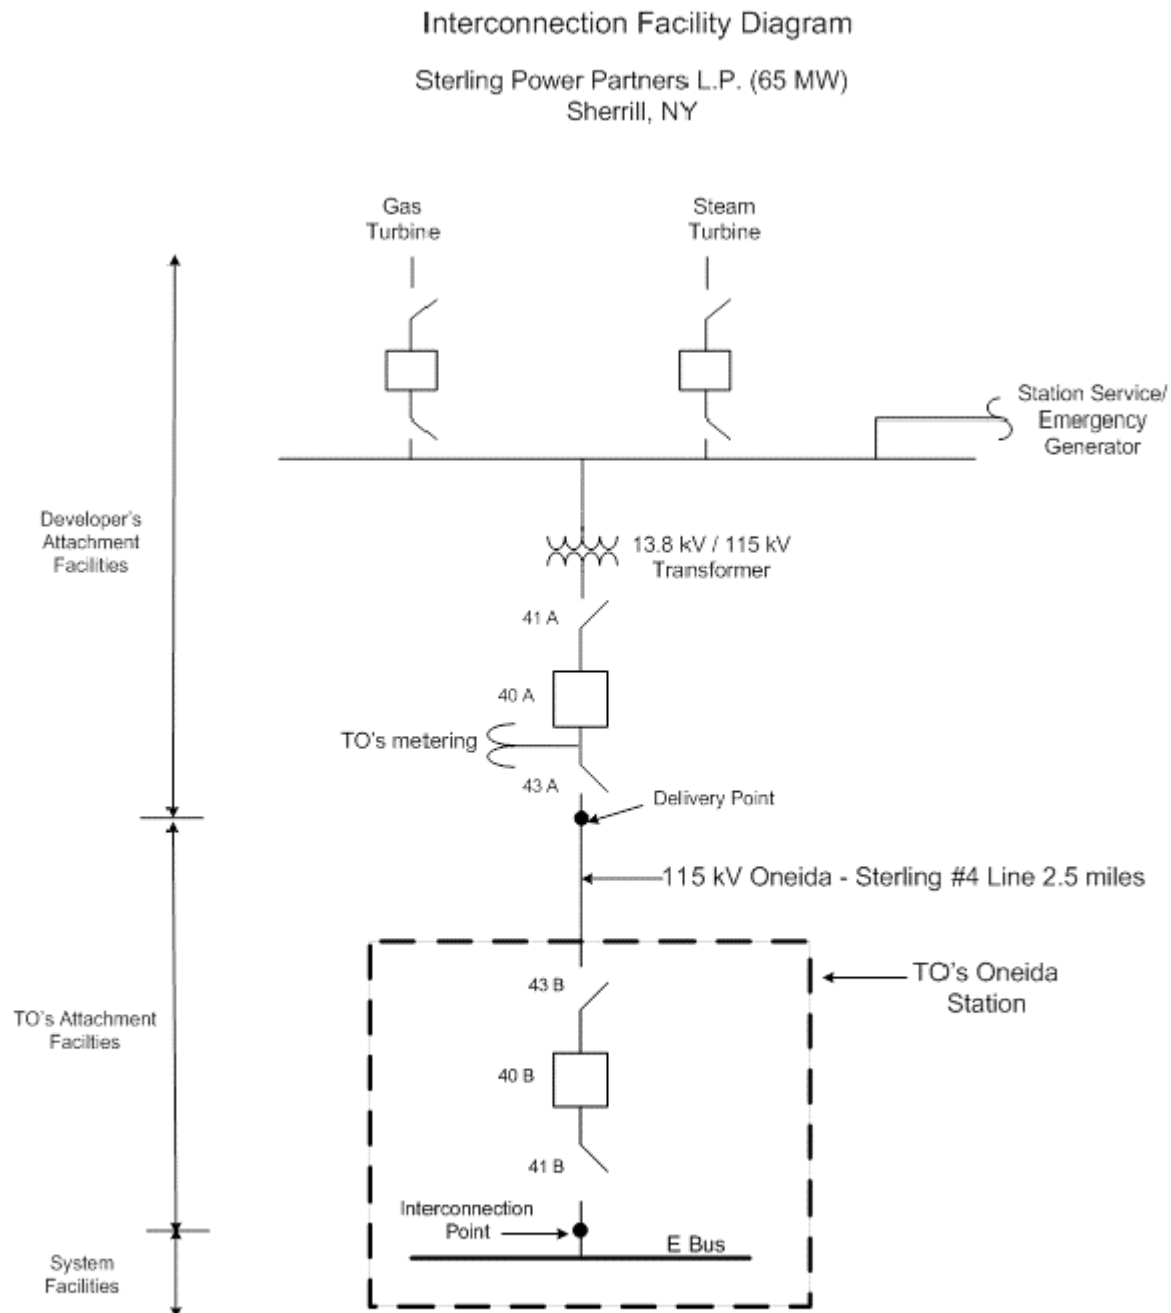 Interconnection Facility Diagram
Sterling Power Partners L.P. (65 MW)
Sherrill, NY
Gas
Turbine
Steam
Turbine
Station Service/
Emergency
Generator
Developer's
Attachment
Facilities
13.8 kV / 115 kV
Transformer
41 A
40 A
TO's metering
43 A
Delivery Point
115 kV Oneida - Sterling #4 Line 2.5 miles
TO's Oneida
Station
43 B
TO's Attachment
Facilties
40 B
41 B
Interconnection
Point
E Bus
System
Facilities